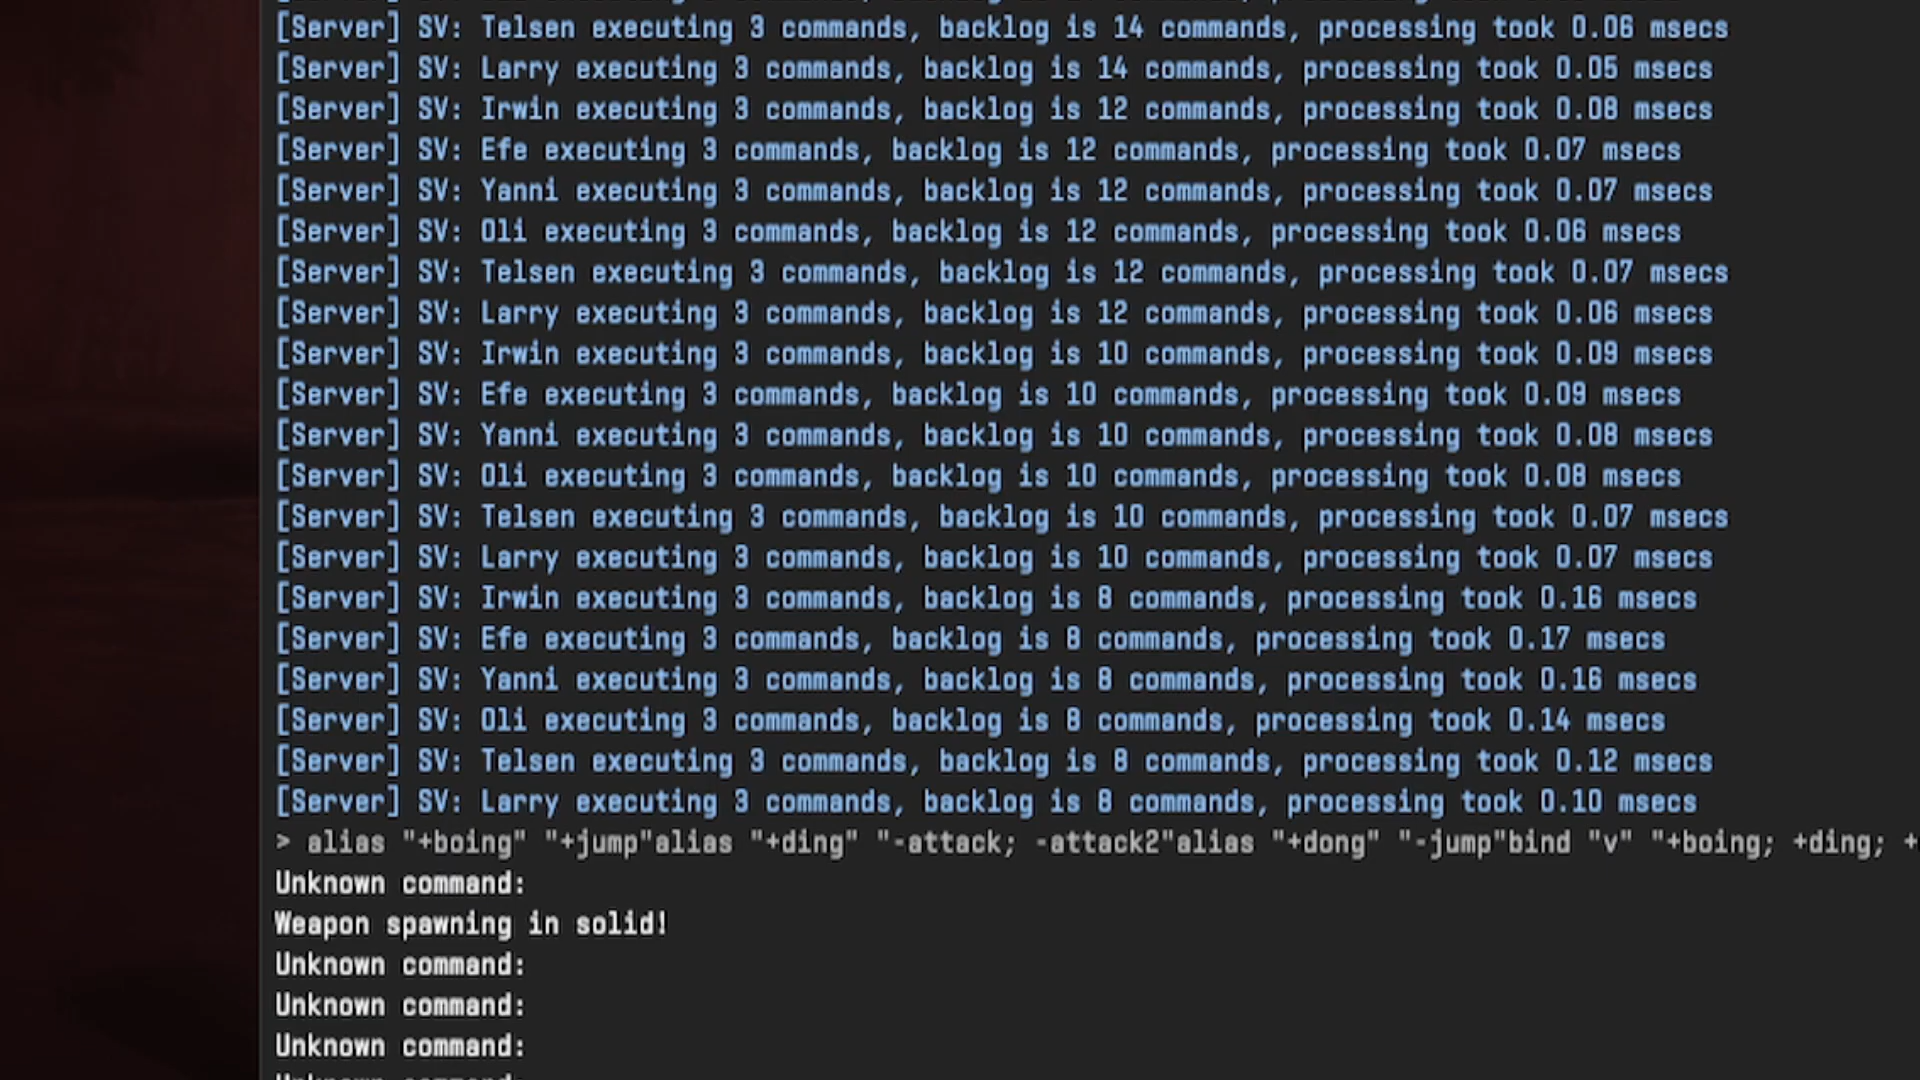 [Server] SV: Telsen executing 3 commands, backlog is 14 commands, processing took 0.06 msecs
[Server] SV: Larry executing 3 commands, backlog is 14 commands, processing took 0.05 msecs
[Server] SV: Irwin executing 3 commands, backlog is 12 commands, processing took 0.08 msecs
[Server] SV: Efe executing 3 commands, backlog is 12 commands, processing took 0.07 msecs
[Server] SV: Yanni executing 3 commands, backlog is 12 commands, processing took 0.07 msecs
[Server] SV: Oli executing 3 commands, backlog is 12 commands, processing took 0.06 msecs
[Server] SV: Telsen executing 3 commands, backlog is 12 commands, processing took 0.07 msecs
[Server] SV: Larry executing 3 commands, backlog is 12 commands, processing took 0.06 msecs
[Server] SV: Irwin executing 3 commands, backlog is 10 commands, processing took 0.09 msecs
[Server] SV: Efe executing 3 commands, backlog is 10 commands, processing took 0.09 msecs
[Server] SV: Yanni executing 3 commands, backlog is 10 commands, processing took 0.08 msecs
[Server] SV: Oli executing 3 commands, backlog is 10 commands, processing took 0.08 msecs
[Server] SV: Telsen executing 3 commands, backlog is 10 commands, processing took 0.07 msecs
[Server] SV: Larry executing 3 commands, backlog is 10 commands, processing took 0.07 msecs
[Server] SV: Irwin executing 3 commands, backlog is 8 commands, processing took 0.16 msecs
[Server] SV: Efe executing 3 commands, backlog is 8 commands, processing took 0.17 msecs
[Server] SV: Yanni executing 3 commands, backlog is 8 commands, processing took 0.16 msecs
[Server] SV: Oli executing 3 commands, backlog is 8 commands, processing took 0.14 msecs
[Server] SV: Telsen executing 3 commands, backlog is 8 commands, processing took 0.12 msecs
[Server] SV: Larry executing 3 commands, backlog is 8 commands, processing took 0.10 msecs
> alias "+boing" "+jump"alias "+ding" "-attack; -attack2"alias "+dong" "-jump"bind "v" "+boing; +ding; +
Unknown command:
Weapon spawning in solid!
Unknown command:
Unknown command:
Unknown command: